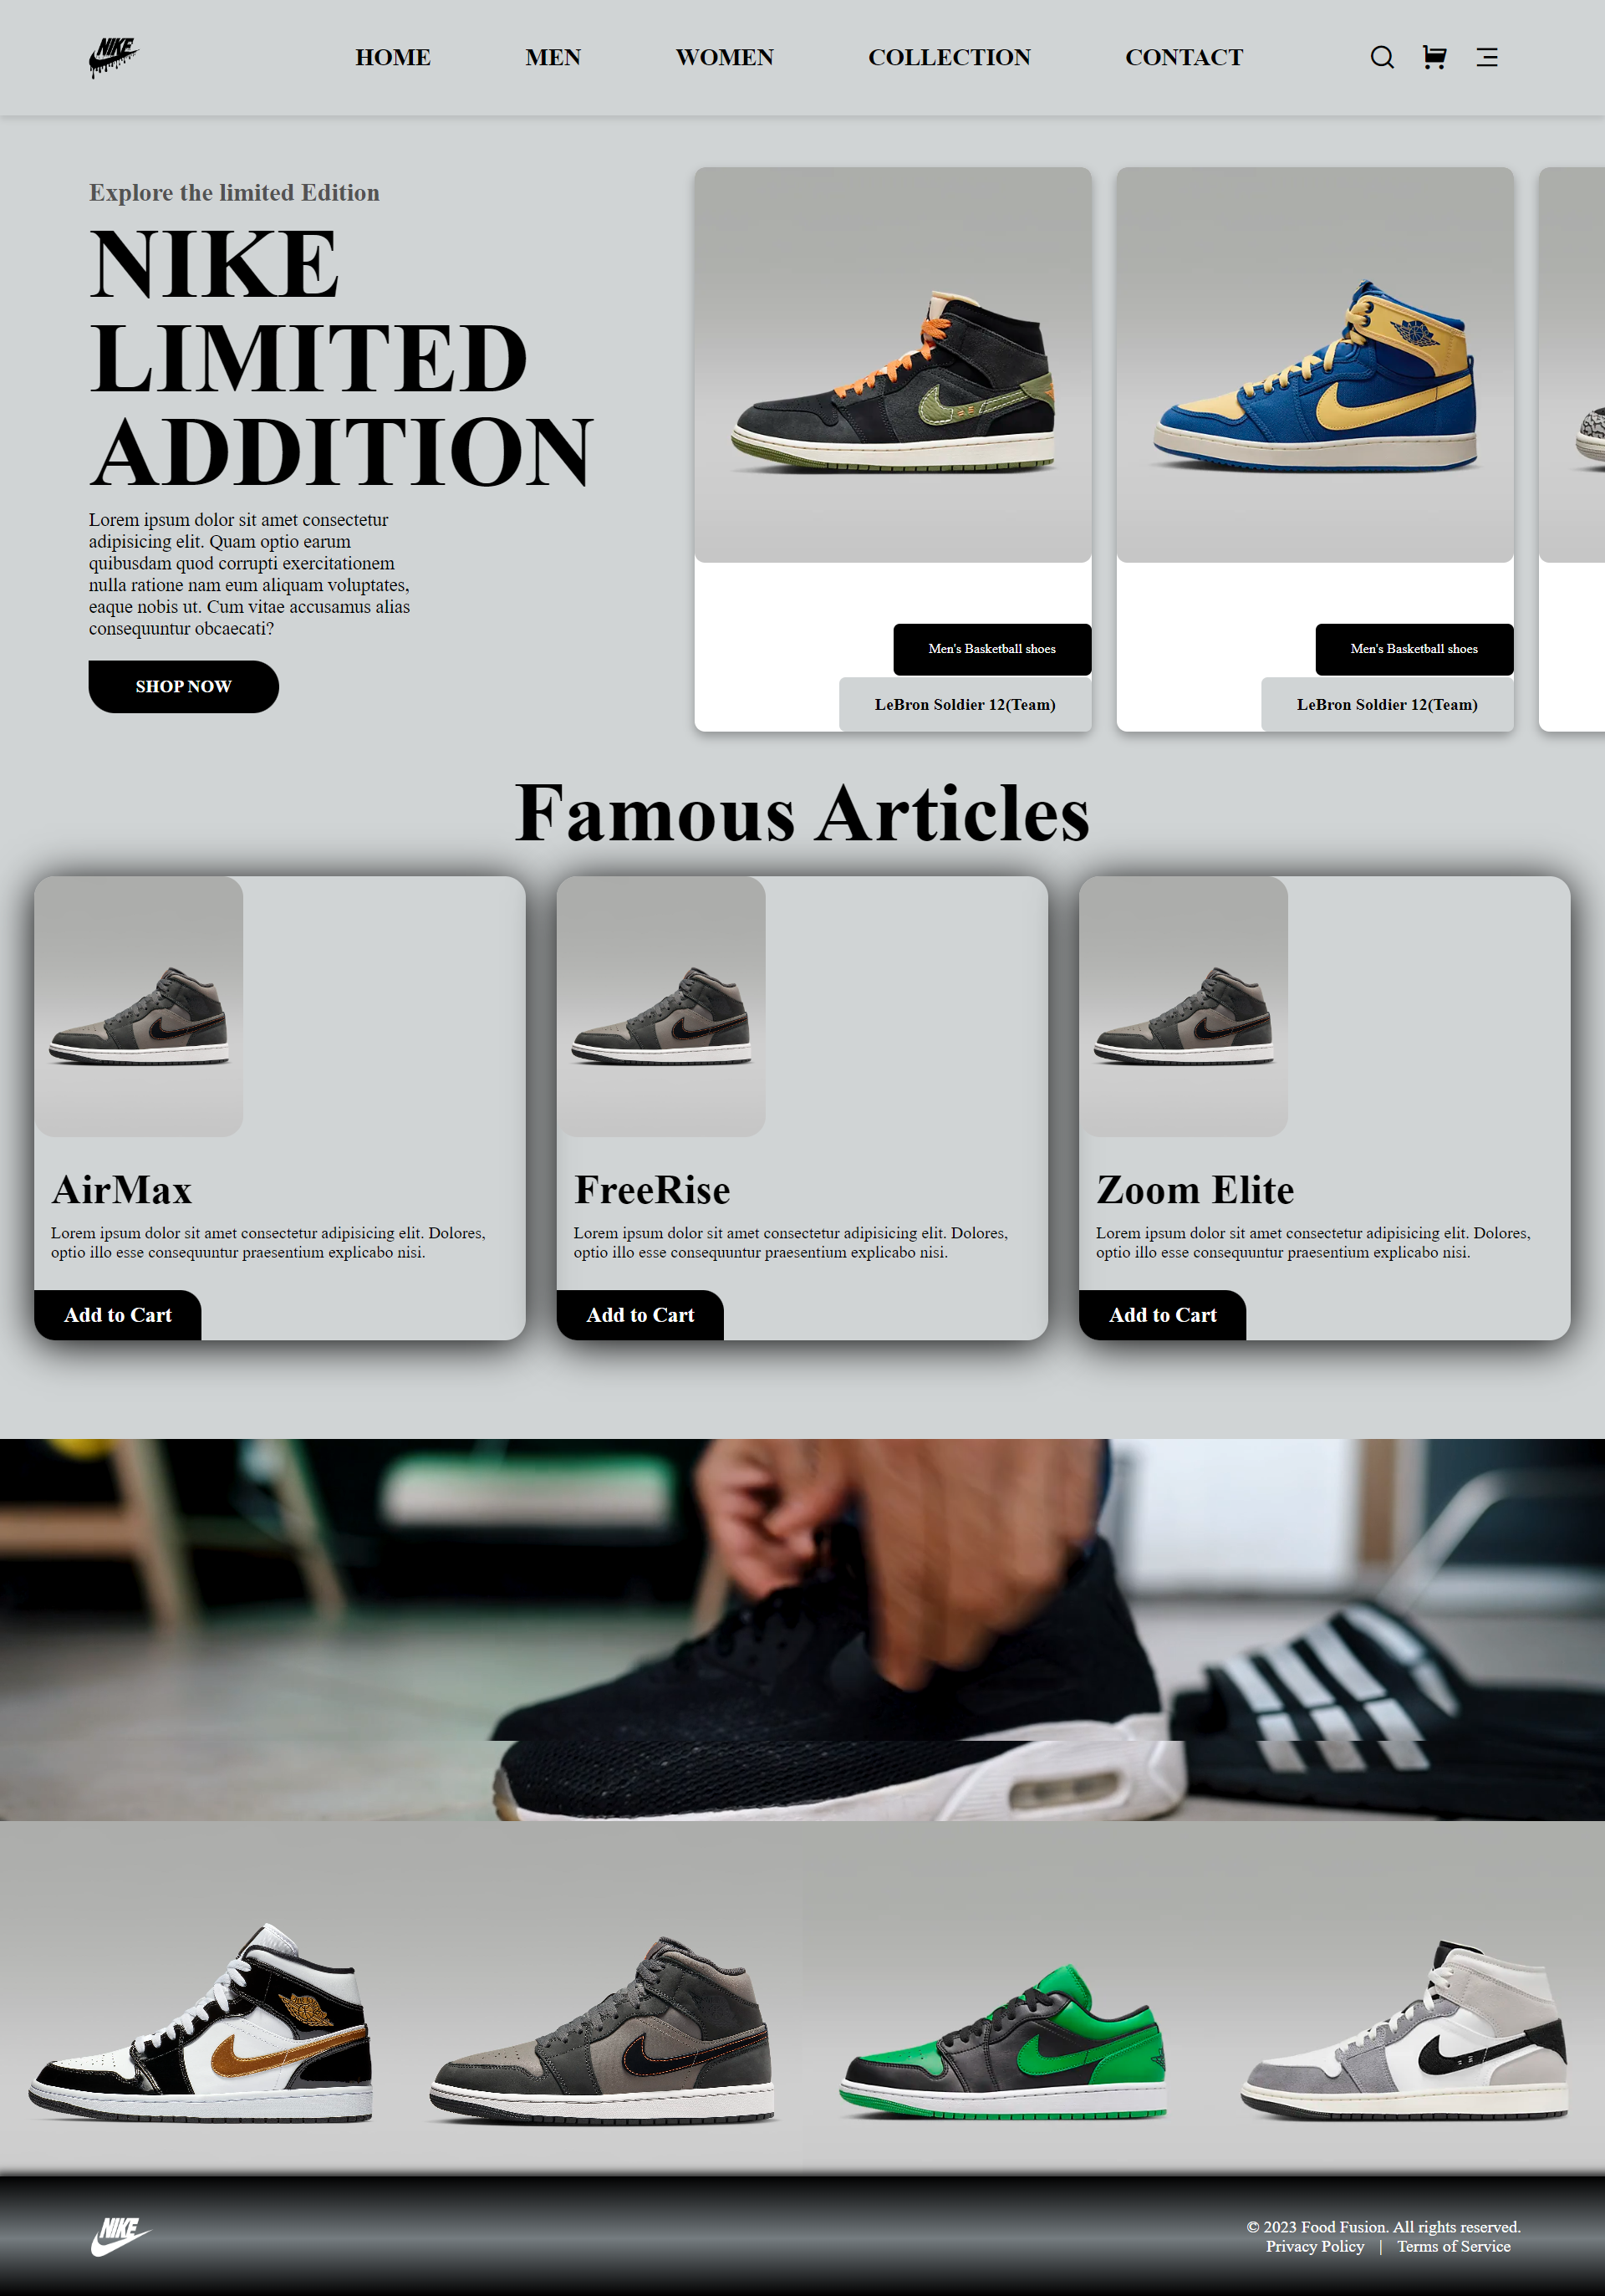 NIKE
HOME
MEN
WOMEN
COLLECTION
CONTACT
Explore the limited Edition
NIKE
LIMITED
ADDITION
Lorem ipsum dolor sit amet consectetur
adipisicing elit. Quam optio earum
quibusdam quod corrupti exercitationem
nulla ratione nam eum aliquam voluptates,
eaque nobis ut. Cum vitae accusamus alias
consequuntur obcaecati?
SHOP NOW
Men's Basketball shoes
LeBron Soldier 12(Team)
Men's Basketball shoes
LeBron Soldier 12(Team)
Famous Articles
AirMax
Lorem ipsum dolor sit amet consectetur adipisicing elit. Dolores,
optio illo esse consequuntur praesentium explicabo nisi.
Add to Cart
FreeRise
Lorem ipsum dolor sit amet consectetur adipisicing elit. Dolores,
optio illo esse consequuntur praesentium explicabo nisi.
Add to Cart
Zoom Elite
Lorem ipsum dolor sit amet consectetur adipisicing elit. Dolores,
optio illo esse consequuntur praesentium explicabo nisi.
Add to Cart
NIKE
© 2023 Food Fusion. All rights reserved.
Privacy Policy | Terms of Service